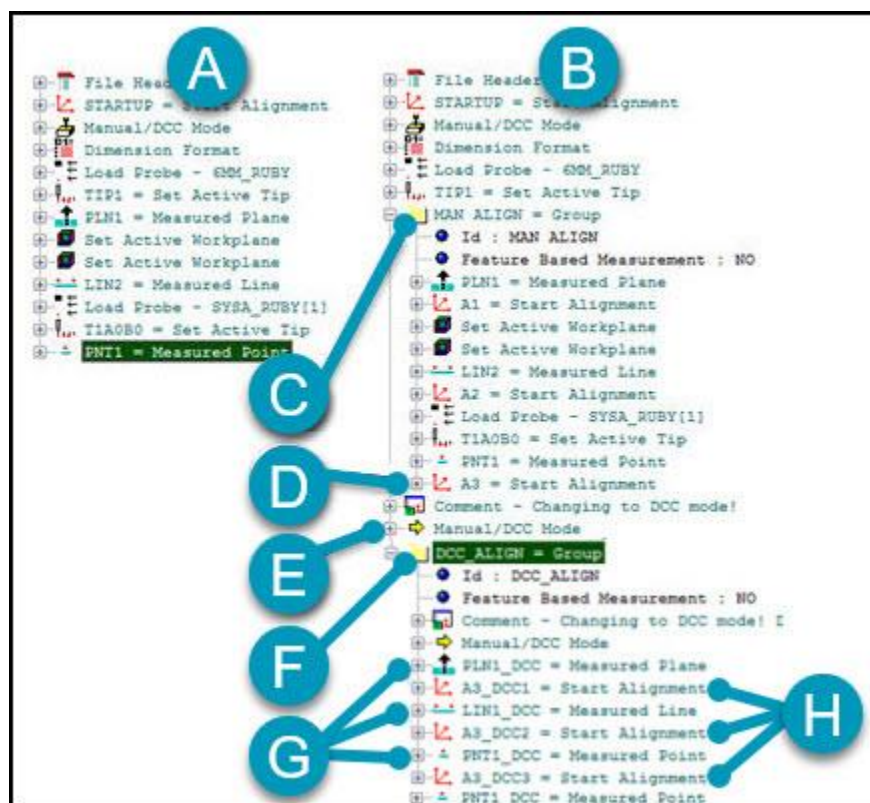 A
File Head
STARTUP = Start Alignment
Manual/DCC Mode
Dimension Format
Load Probe - 6MM_RUBY
TIP1 = Set Active Tip
PLN1 = Measured Plane
Set Active Workplane
Set Active Workplane
LIN2 = Measured Line
Load Probe - SYSA_RUBY[1]
T1A0B0 = Set Active Tip
PNT1 = Measured Point
B
File Header
STARTUP = Start Alignment
Manual/DCC Mode
Dimension Format
Load Probe - 6MM_RUBY
TIP1 = Set Active Tip
MAN ALIGN = Group
Id : MAN ALIGN
Feature Based Measurement : NO
PLN1 = Measured Plane
A1 = Start Alignment
Set Active Workplane
Set Active Workplane
LIN2 = Measured Line
A2 = Start Alignment
Load Probe - SYSA_RUBY[1]
T1A0B0 = Set Active Tip
PNT1 = Measured Point
A3 = Start Alignment
Comment - Changing to DCC mode!
Manual/DCC Mode
DCC_ALIGN = Group
Id : DCC_ALIGN
Feature Based Measurement : NO
Comment - Changing to DCC mode!
Manual/DCC Mode
PLN1_DCC = Measured Plane
A3_DCC1 = Start Alignment
LIN1_DCC = Measured Line
A3_DCC2 = Start Alignment
PNT1_DCC = Measured Point
A3_DCC3 = Start Alignment
PNT1 DCC = Measured Point
C
D
E
F
G
H